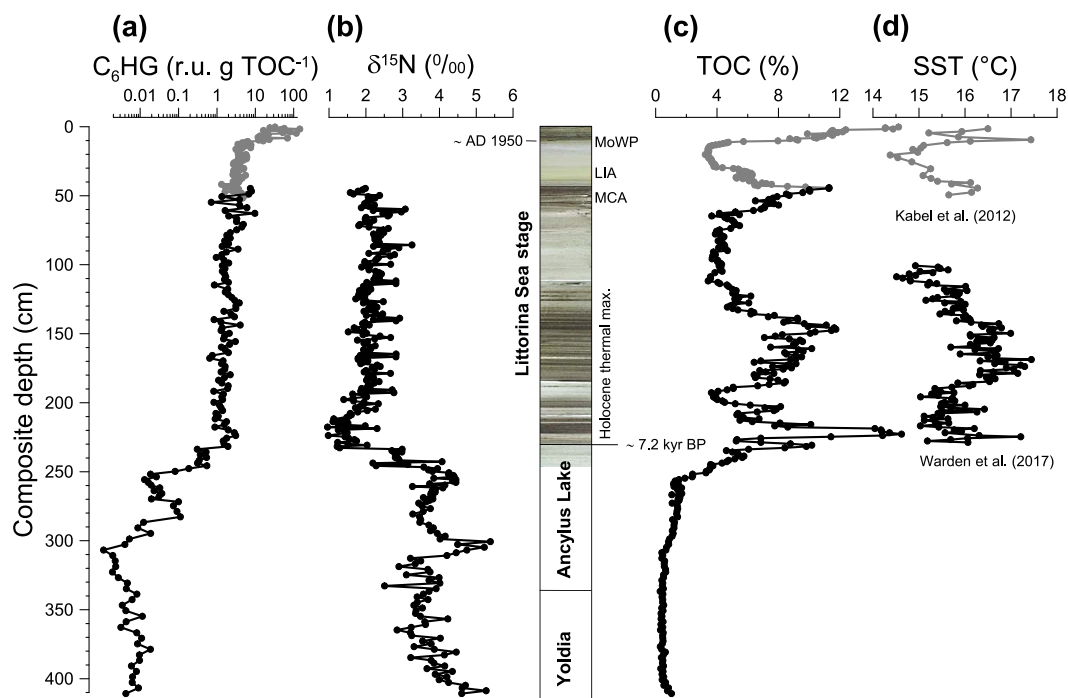 (a) (b) (c) (d)
C₆HG (r.u. g TOC⁻¹) δ¹⁵N (⁰/₀₀) TOC (%) SST (°C)
0.01 0.1 1 10 100 1 2 3 4 5 6 0 4 8 12 14 15 16 17 18
Composite depth (cm)
0
50
100
150
200
250
300
350
400
~ AD 1950
MoWP
LIA
MCA
Littorina Sea stage
Holocene thermal max.
~ 7.2 kyr BP
Ancylus Lake
Yoldia
Kabel et al. (2012)
Warden et al. (2017)